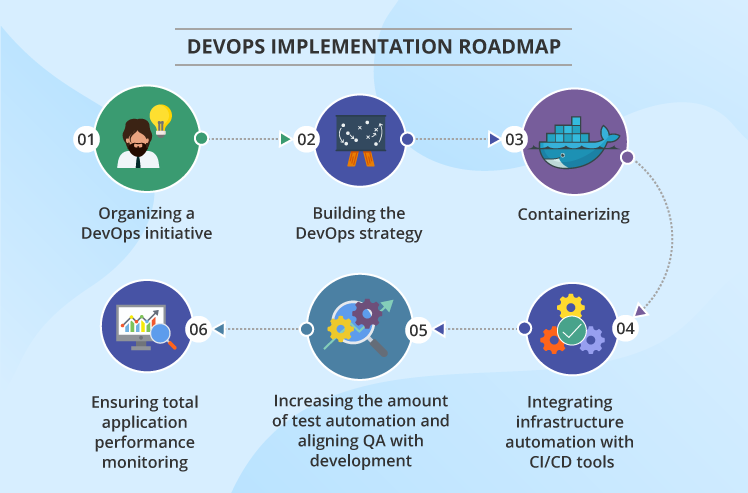 DEVOPS IMPLEMENTATION ROADMAP
01
Organizing a
DevOps initiative
02
Building the
DevOps strategy
03
Containerizing
04
Integrating
infrastructure
automation with
CI/CD tools
05
Increasing the amount
of test automation and
aligning QA with
development
06
Ensuring total
application
performance
monitoring